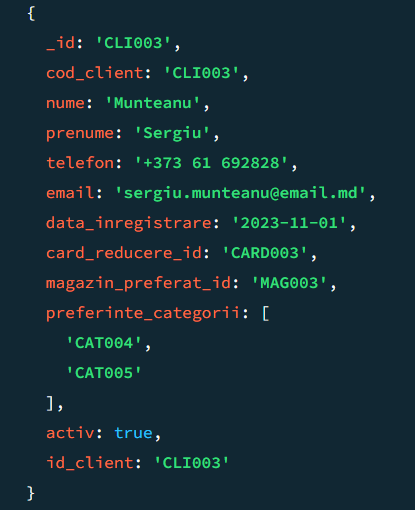 {
_id: 'CLI003',
cod_client: 'CLI003',
nume: 'Munteanu',
prenume: 'Sergiu',
telefon: '+373 61 692828',
email: 'sergiu.munteanu@email.md',
data_inregistrare: '2023-11-01',
card_reducere_id: 'CARD003',
magazin_preferat_id: 'MAG003',
preferinte_categorii: [
'CAT004',
'CAT005'
],
activ: true,
id_client: 'CLI003'
}